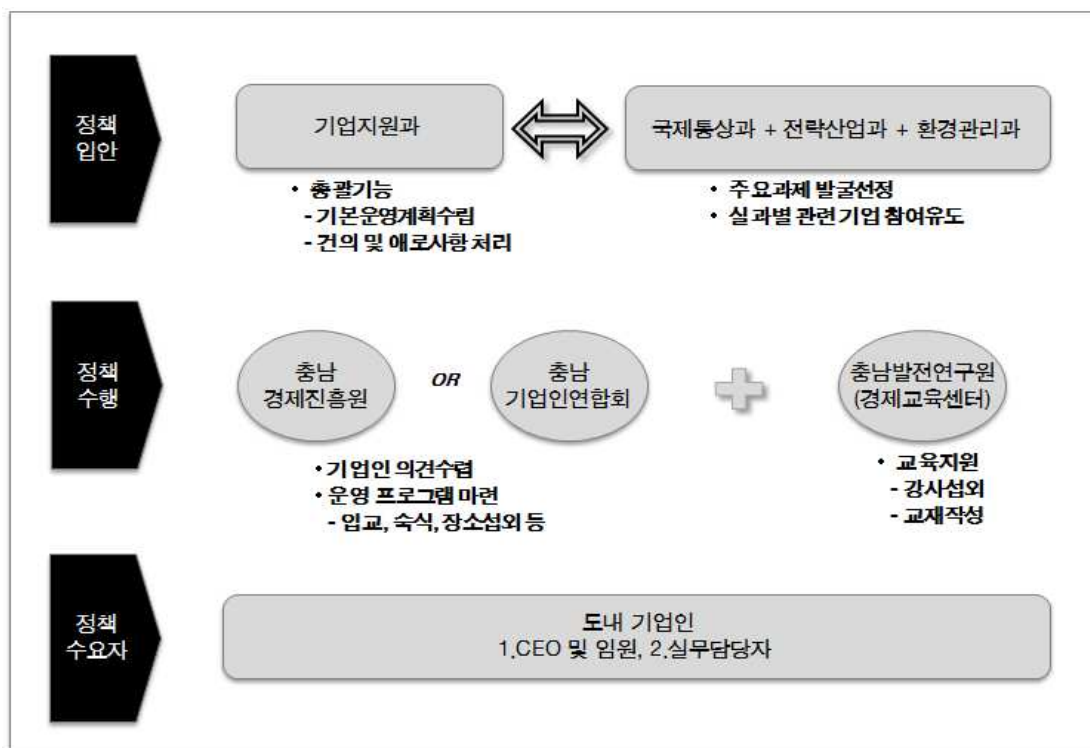 정책
입안
기업지원과
국제통상과 + 전략산업과 + 환경관리과
• 총괄기능
- 기본운영계획수립
- 건의 및 애로사항 처리
• 주요과제 발굴선정
• 실과별 관련 기업 참여유도
정책
수행
충남
경제진흥원
OR
충남
기업인연합회
충남발전연구원
(경제교육센터)
• 기업인 의견수렴
• 운영 프로그램 마련
- 입교, 숙식, 장소섭외 등
• 교육지원
- 강사섭외
- 교재작성
정책
수요자
도내 기업인
1.CEO 및 임원, 2.실무담당자